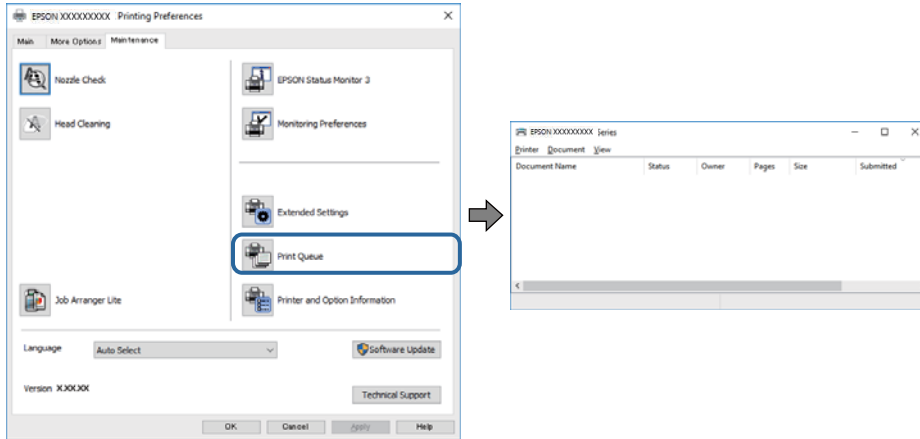 EPSON XXXXXXXXX Printing Preferences
Main More Options Maintenance
Nozzle Check
Head Cleaning
Job Arranger Lite
EPSON Status Monitor 3
Monitoring Preferences
Extended Settings
Print Queue
Printer and Option Information
Language Auto Select Software Update
Version X.XX.XX
Technical Support
OK Cancel Apply Help
EPSON XXXXXXXXX Series
Printer Document View
Document Name Status Owner Pages Size Submitted